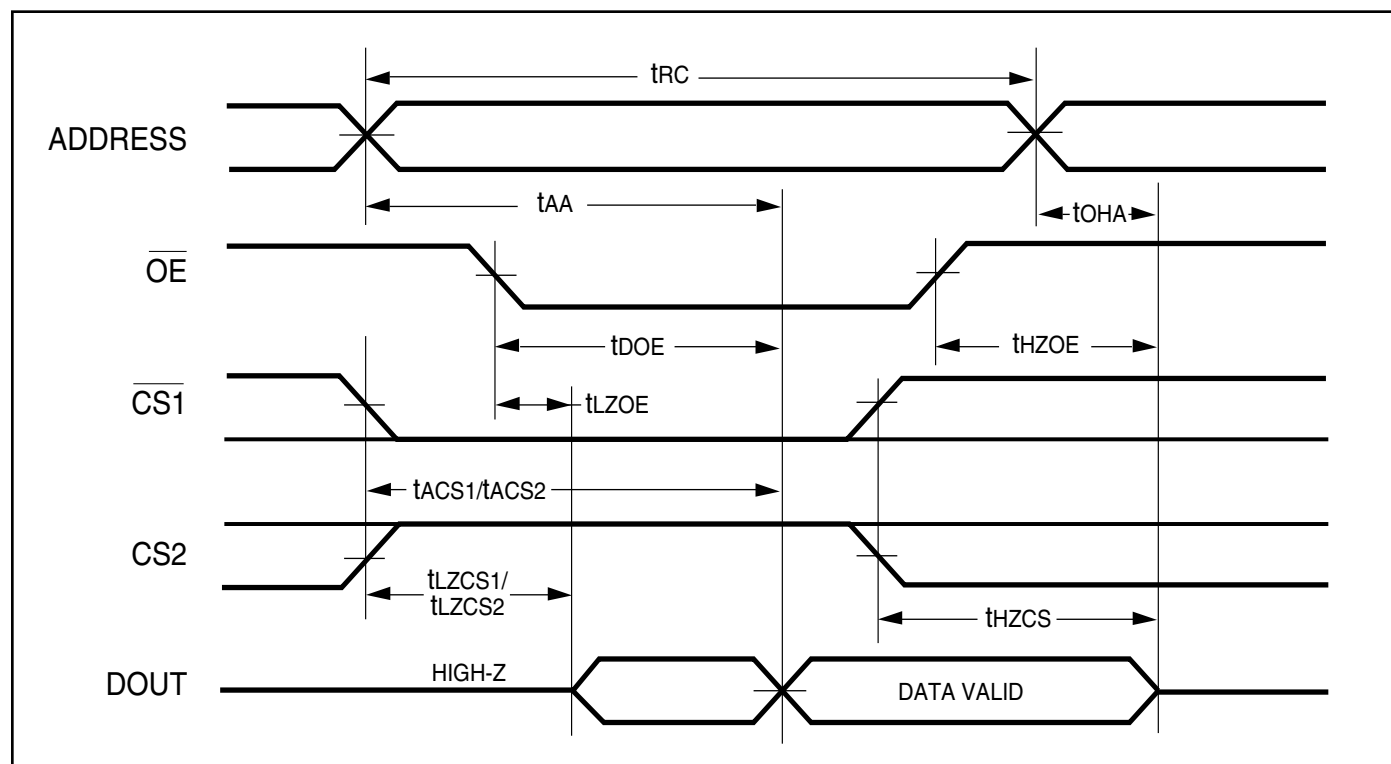 tRC
ADDRESS
tAA
tOHA
OE
tDOE
tHZOE
CS1
tLZOE
tACS1/tACS2
CS2
tLZCS1/
tLZCS2
tHZCS
HIGH-Z
DOUT
DATA VALID